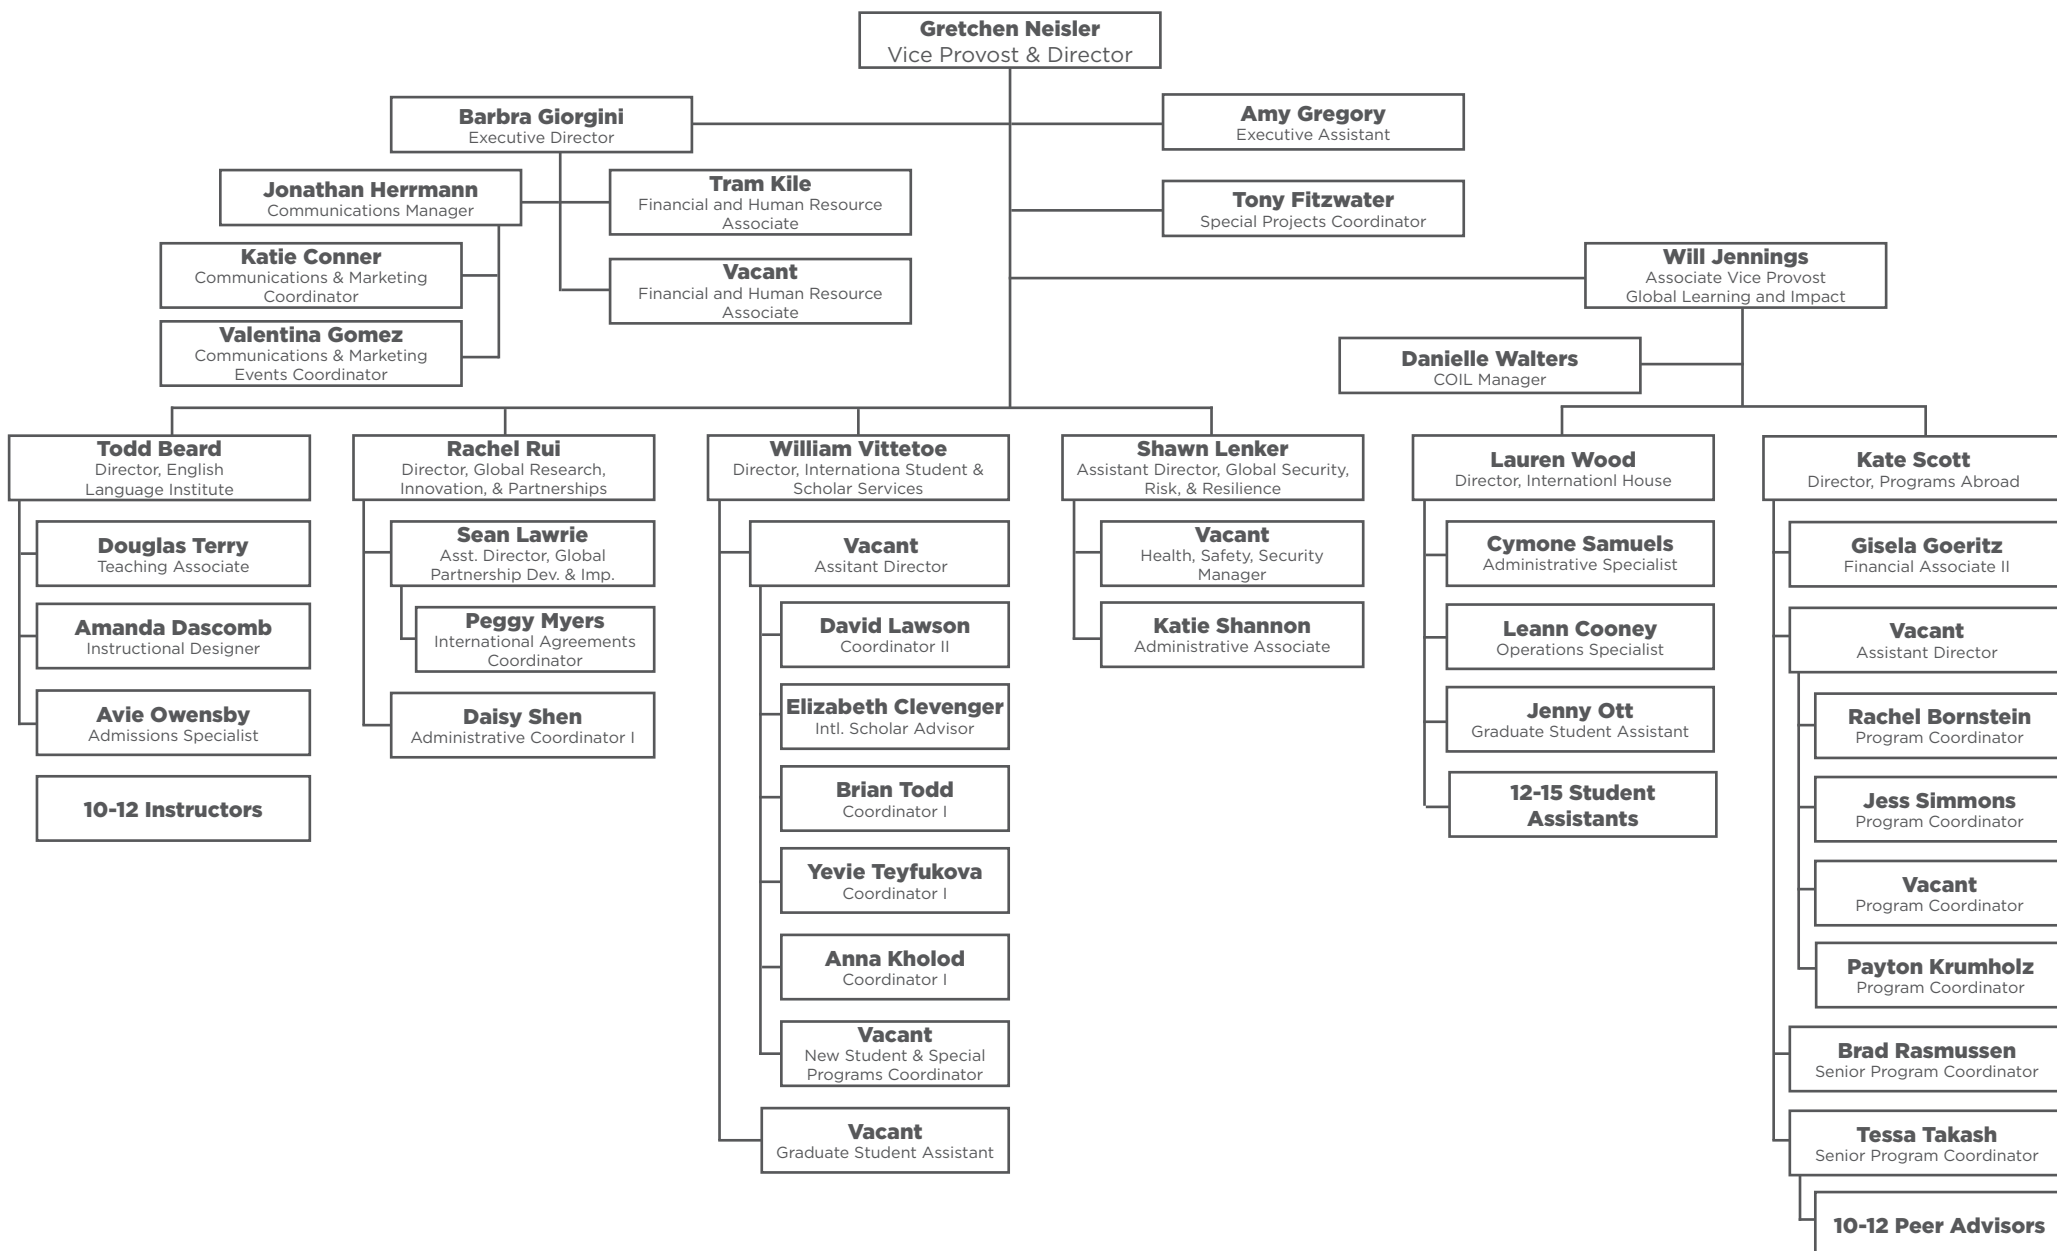 Gretchen Neisler
Vice Provost & Director
Barbra Giorgini
Executive Director
Amy Gregory
Executive Assistant
Jonathan Herrmann
Communications Manager
Tram Kile
Financial and Human Resource
Associate
Tony Fitzwater
Special Projects Coordinator
Katie Conner
Communications & Marketing
Coordinator
Vacant
Financial and Human Resource
Associate
Will Jennings
Associate Vice Provost
Global Learning and Impact
Valentina Gomez
Communications & Marketing
Events Coordinator
Danielle Walters
COIL Manager
Todd Beard
Director, English
Language Institute
Douglas Terry
Teaching Associate
Amanda Dascomb
Instructional Designer
Avie Owensby
Admissions Specialist
10-12 Instructors
Rachel Rui
Director, Global Research,
Innovation, & Partnerships
Sean Lawrie
Asst. Director, Global
Partnership Dev. & Imp.
Peggy Myers
International Agreements
Coordinator
Daisy Shen
Administrative Coordinator I
William Vittetoe
Director, Internationa Student &
Scholar Services
Vacant
Assitant Director
David Lawson
Coordinator II
Elizabeth Clevenger
Intl. Scholar Advisor
Brian Todd
Coordinator I
Yevie Teyfukova
Coordinator I
Anna Kholod
Coordinator I
Vacant
New Student & Special
Programs Coordinator
Vacant
Graduate Student Assistant
Shawn Lenker
Assistant Director, Global Security,
Risk, & Resilience
Vacant
Health, Safety, Security
Manager
Katie Shannon
Administrative Associate
Lauren Wood
Director, Internationl House
Cymone Samuels
Administrative Specialist
Leann Cooney
Operations Specialist
Jenny Ott
Graduate Student Assistant
12-15 Student
Assistants
Kate Scott
Director, Programs Abroad
Gisela Goeritz
Financial Associate II
Vacant
Assistant Director
Rachel Bornstein
Program Coordinator
Jess Simmons
Program Coordinator
Vacant
Program Coordinator
Payton Krumholz
Program Coordinator
Brad Rasmussen
Senior Program Coordinator
Tessa Takash
Senior Program Coordinator
10-12 Peer Advisors